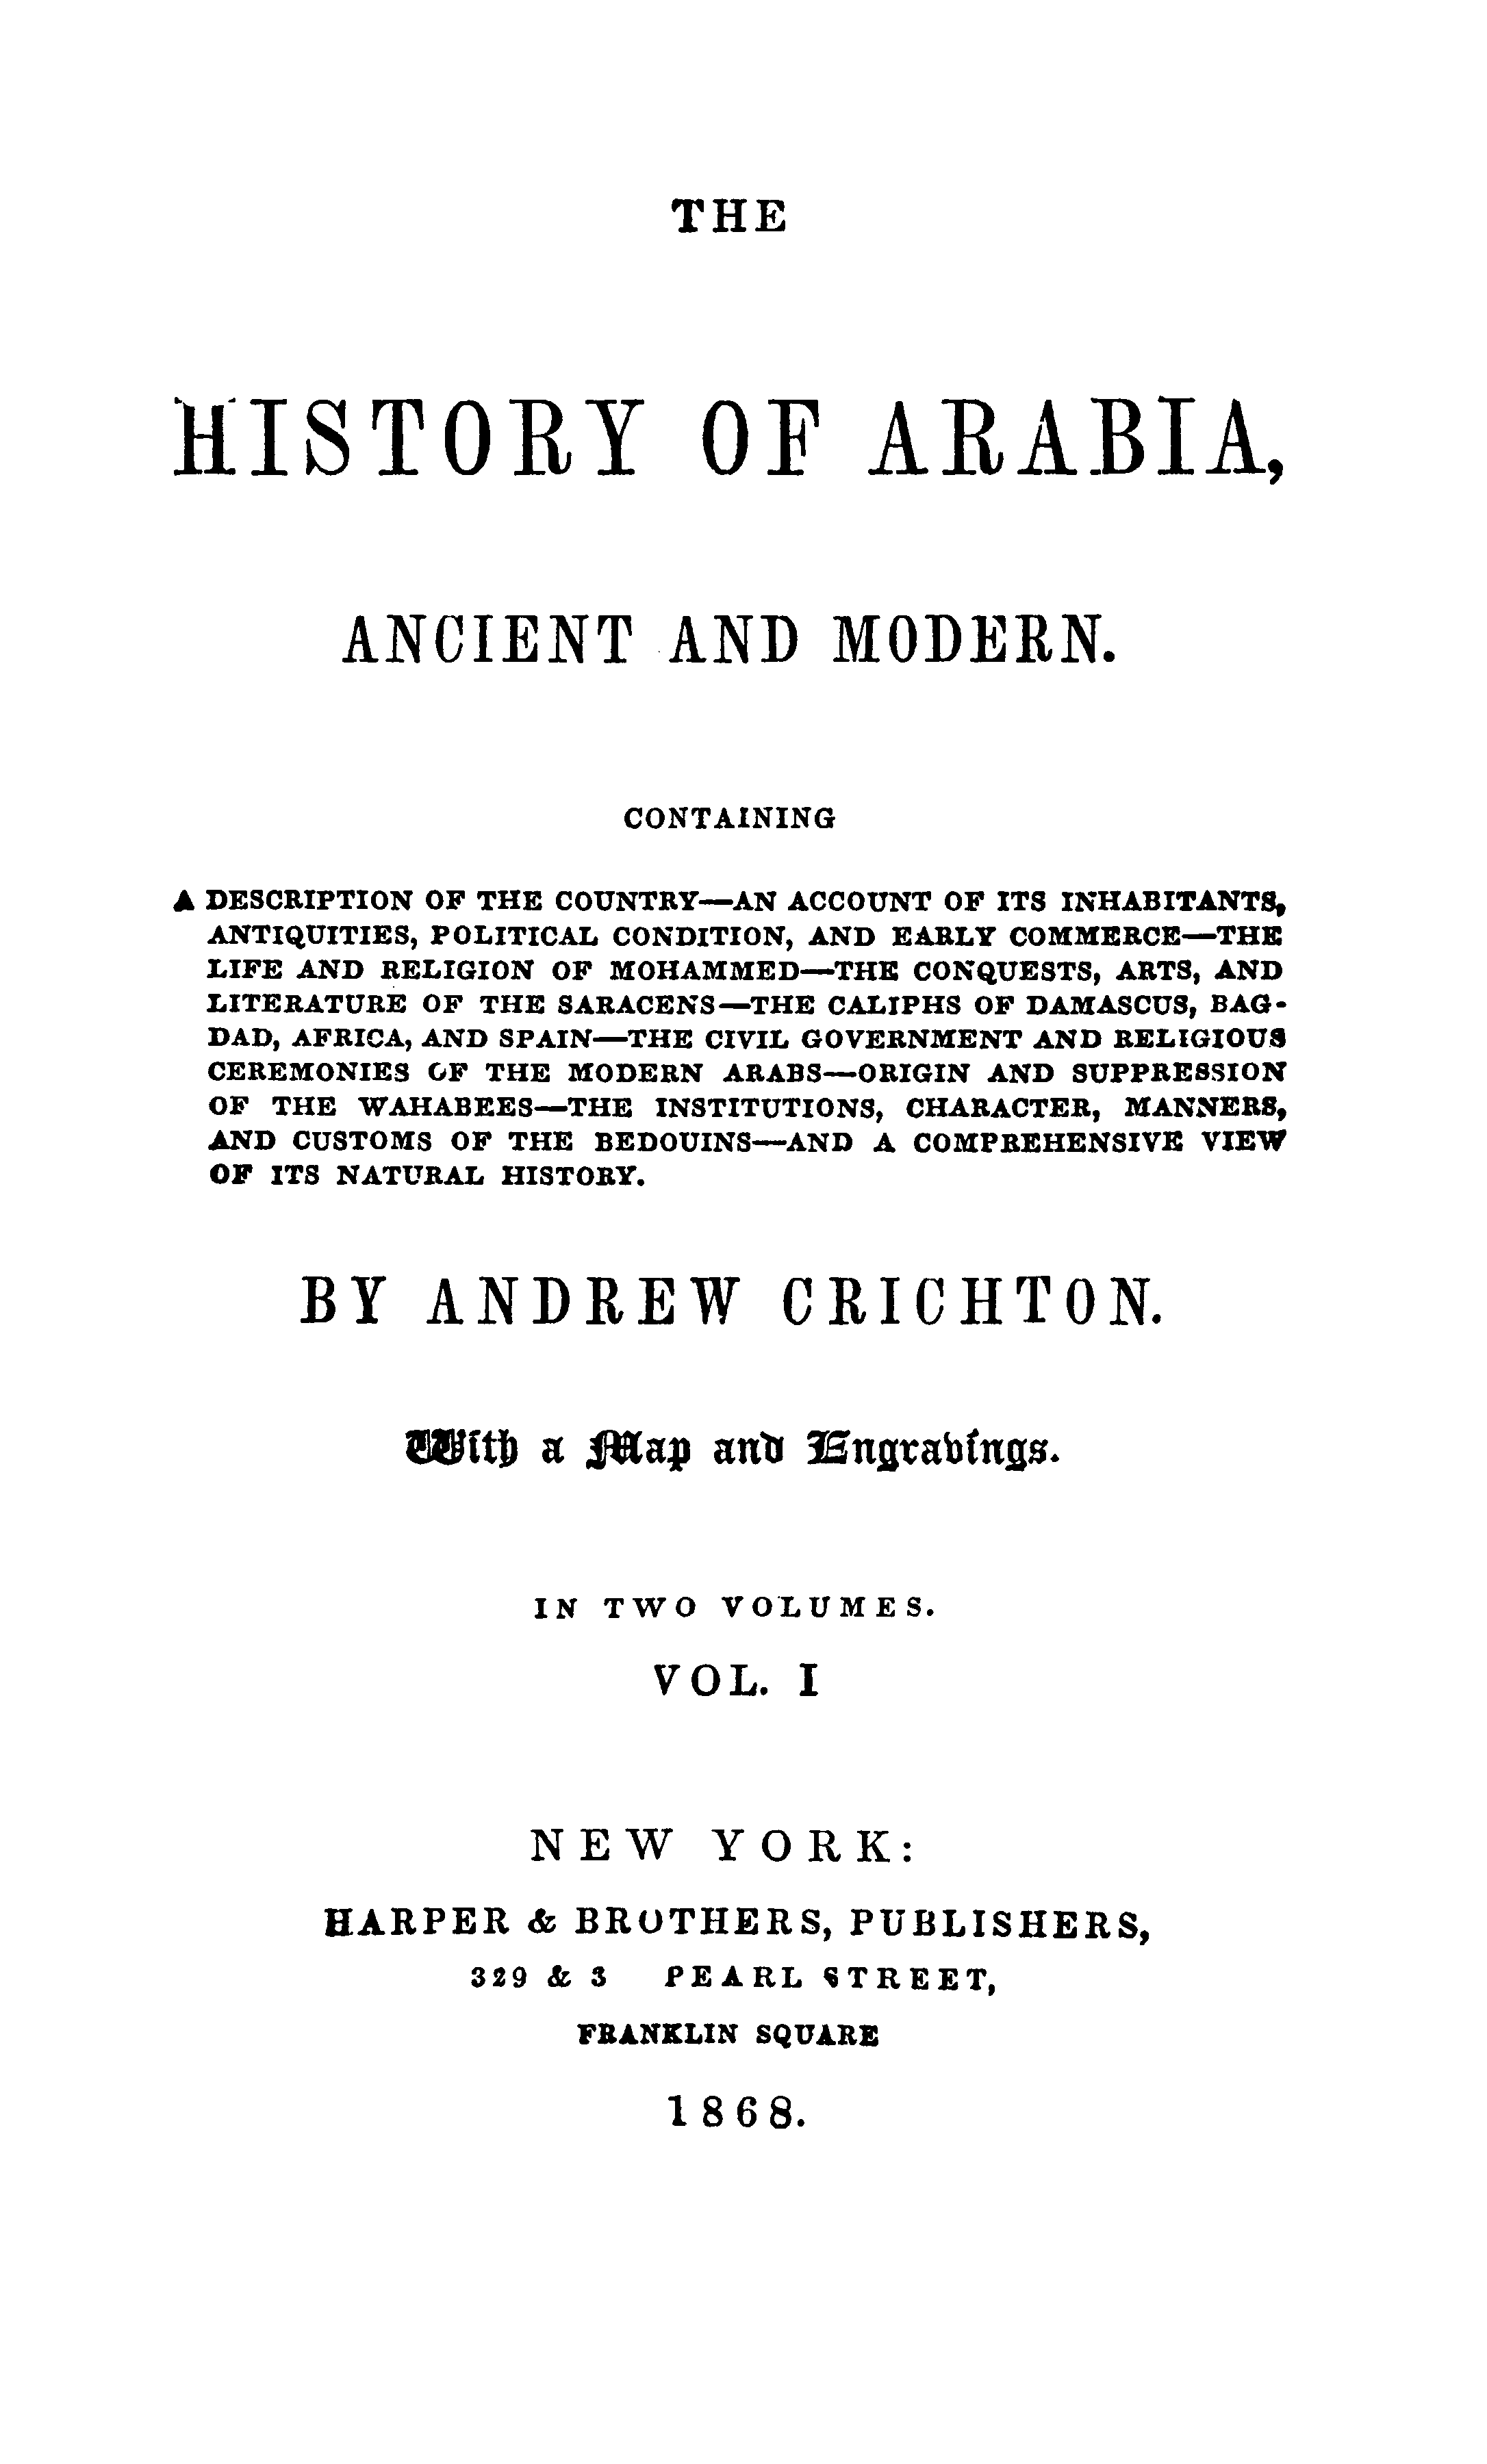 THE
HISTORY OF ARABIA,
ANCIENT AND MODERN.
CONTAINING
A DESCRIPTION OF THE COUNTRY—AN ACCOUNT OF ITS INHABITANTS,
ANTIQUITIES, POLITICAL CONDITION, AND EARLY COMMERCE—THE
LIFE AND RELIGION OF MOHAMMED—THE CONQUESTS, ARTS, AND
LITERATURE OF THE SARACENS—THE CALIPHS OF DAMASCUS, BAG-
DAD, AFRICA, AND SPAIN—THE CIVIL GOVERNMENT AND RELIGIOUS
CEREMONIES OF THE MODERN ARABS—ORIGIN AND SUPPRESSION
OF THE WAHABEES—THE INSTITUTIONS, CHARACTER, MANNERS,
AND CUSTOMS OF THE BEDOUINS—AND A COMPREHENSIVE VIEW
OF ITS NATURAL HISTORY.
BY ANDREW CRICHTON.
With a Map and Engravings.
IN TWO VOLUMES.
VOL. I
NEW YORK:
HARPER & BROTHERS, PUBLISHERS,
329 & 3 PEARL STREET,
FRANKLIN SQUARE
1868.